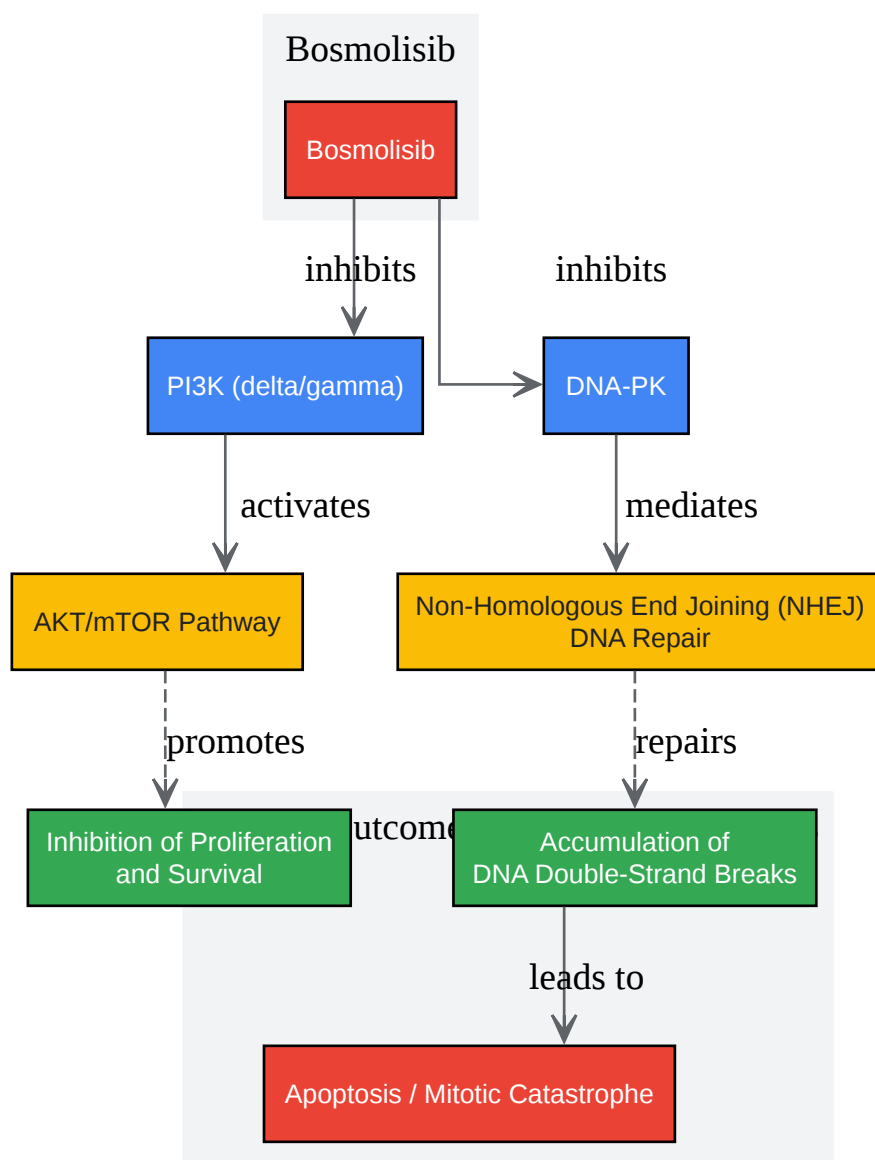 Bosmolisib
Bosmolisib
inhibits
inhibits
PI3K (delta/gamma)
DNA-PK
activates
mediates
AKT/mTOR Pathway
Non-Homologous End Joining (NHEJ)
DNA Repair
promotes
repairs
Inhibition of Proliferation
and Survival
Accumulation of
DNA Double-Strand Breaks
leads to
Apoptosis / Mitotic Catastrophe